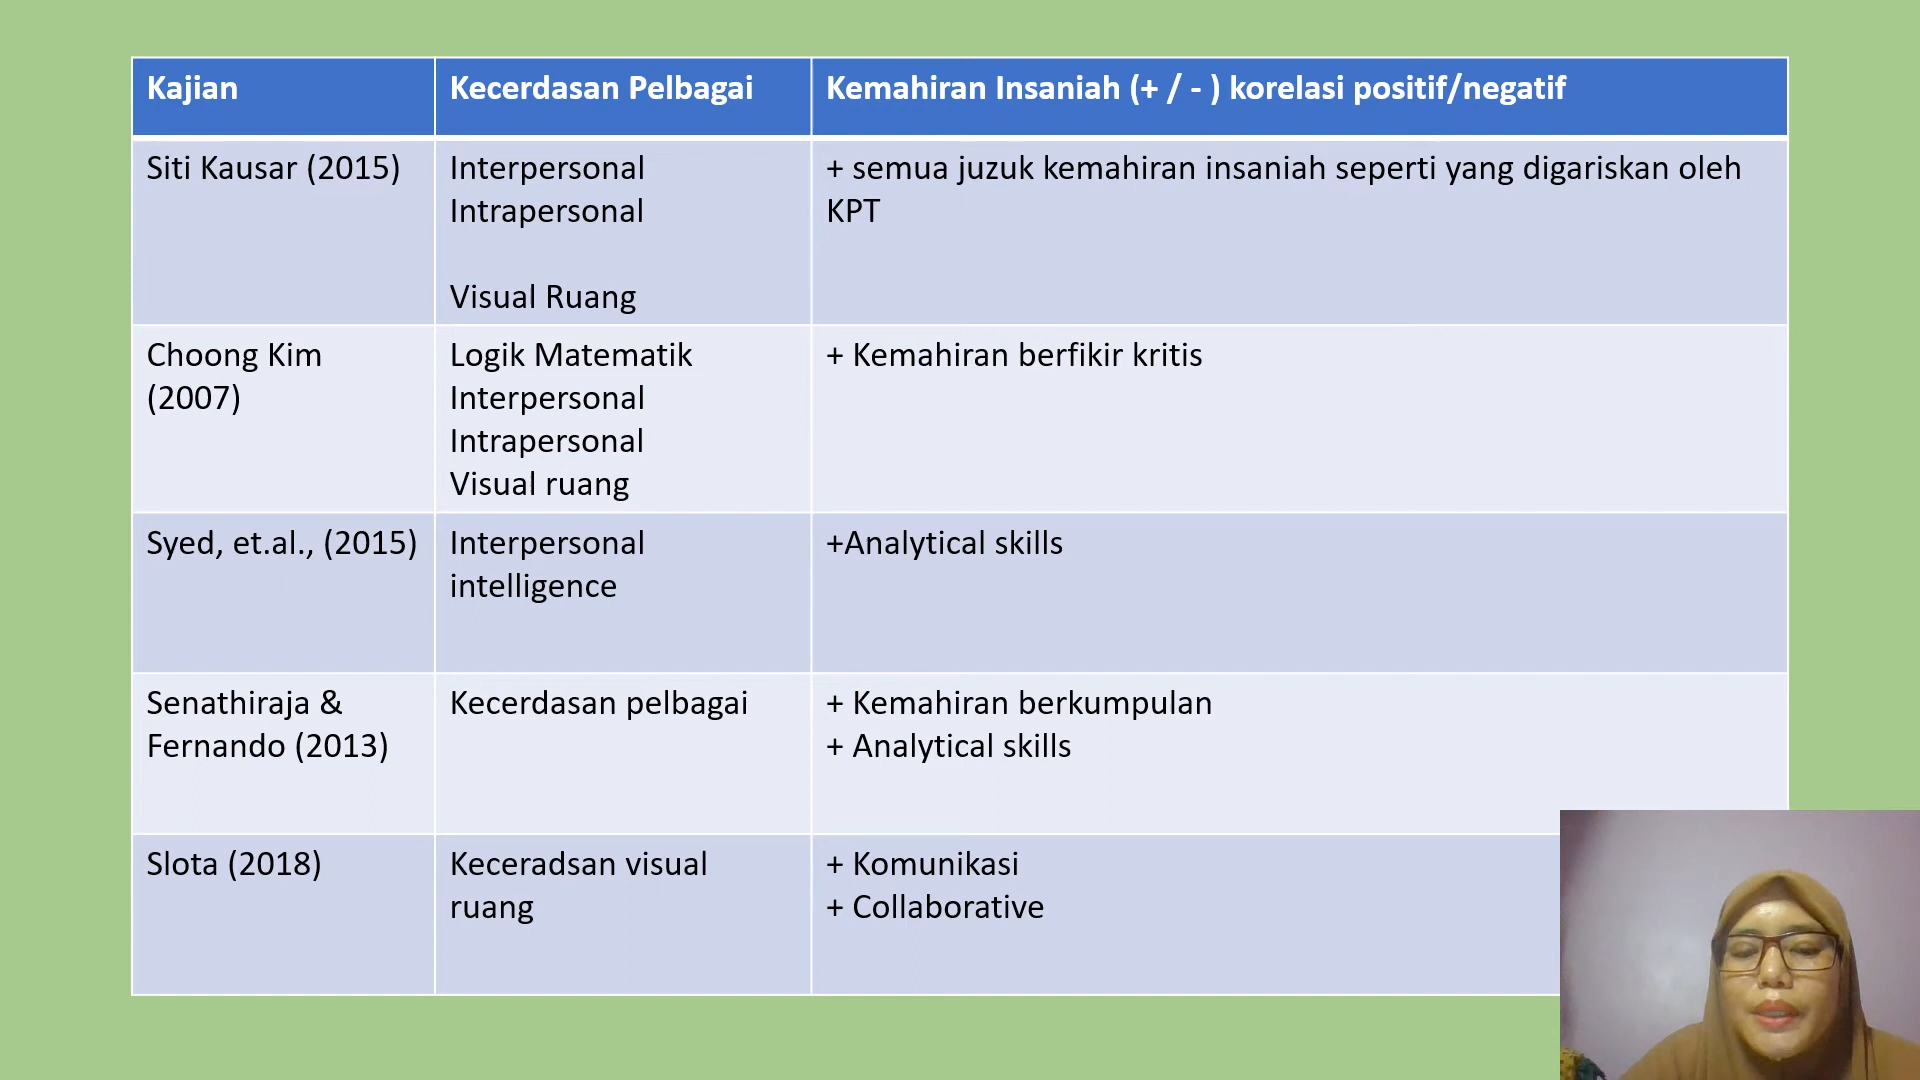 Kajian
Kecerdasan Pelbagai
Kemahiran Insaniah (+ / - ) korelasi positif/negatif
Siti Kausar (2015)
Interpersonal
Intrapersonal
Visual Ruang
+ semua juzuk kemahiran insaniah seperti yang digariskan oleh
KPT
Choong Kim
(2007)
Logik Matematik
Interpersonal
Intrapersonal
Visual ruang
+ Kemahiran berfikir kritis
Syed, et.al., (2015)
Interpersonal
intelligence
+Analytical skills
Senathiraja &
Fernando (2013)
Kecerdasan pelbagai
+ Kemahiran berkumpulan
+ Analytical skills
Slota (2018)
Keceradsan visual
ruang
+ Komunikasi
+ Collaborative